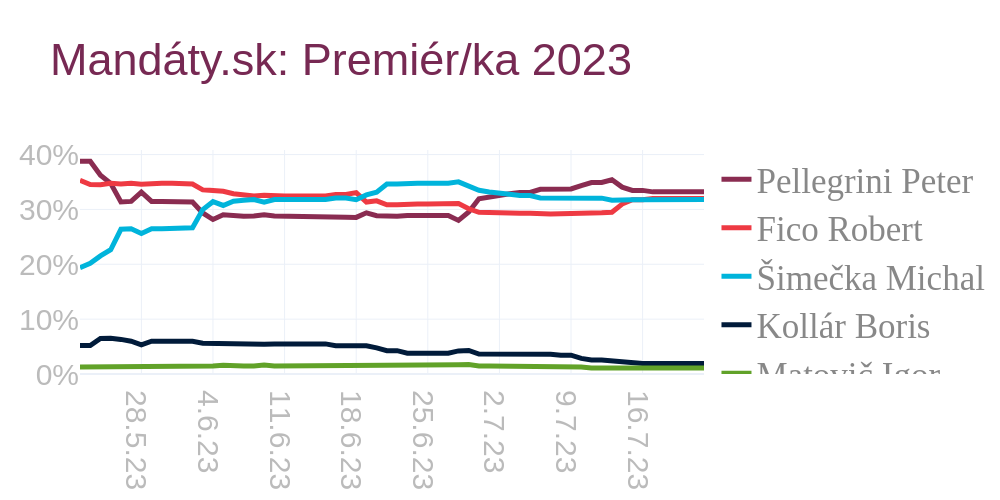 Mandáty.sk: Premiér/ka 2023
40%
30%
20%
10%
0%
28.5.23
4.6.23
11.6.23
18.6.23
25.6.23
2.7.23
9.7.23
16.7.23
Pellegrini Peter
Fico Robert
Šimečka Michal
Kollár Boris
Matovič Igor